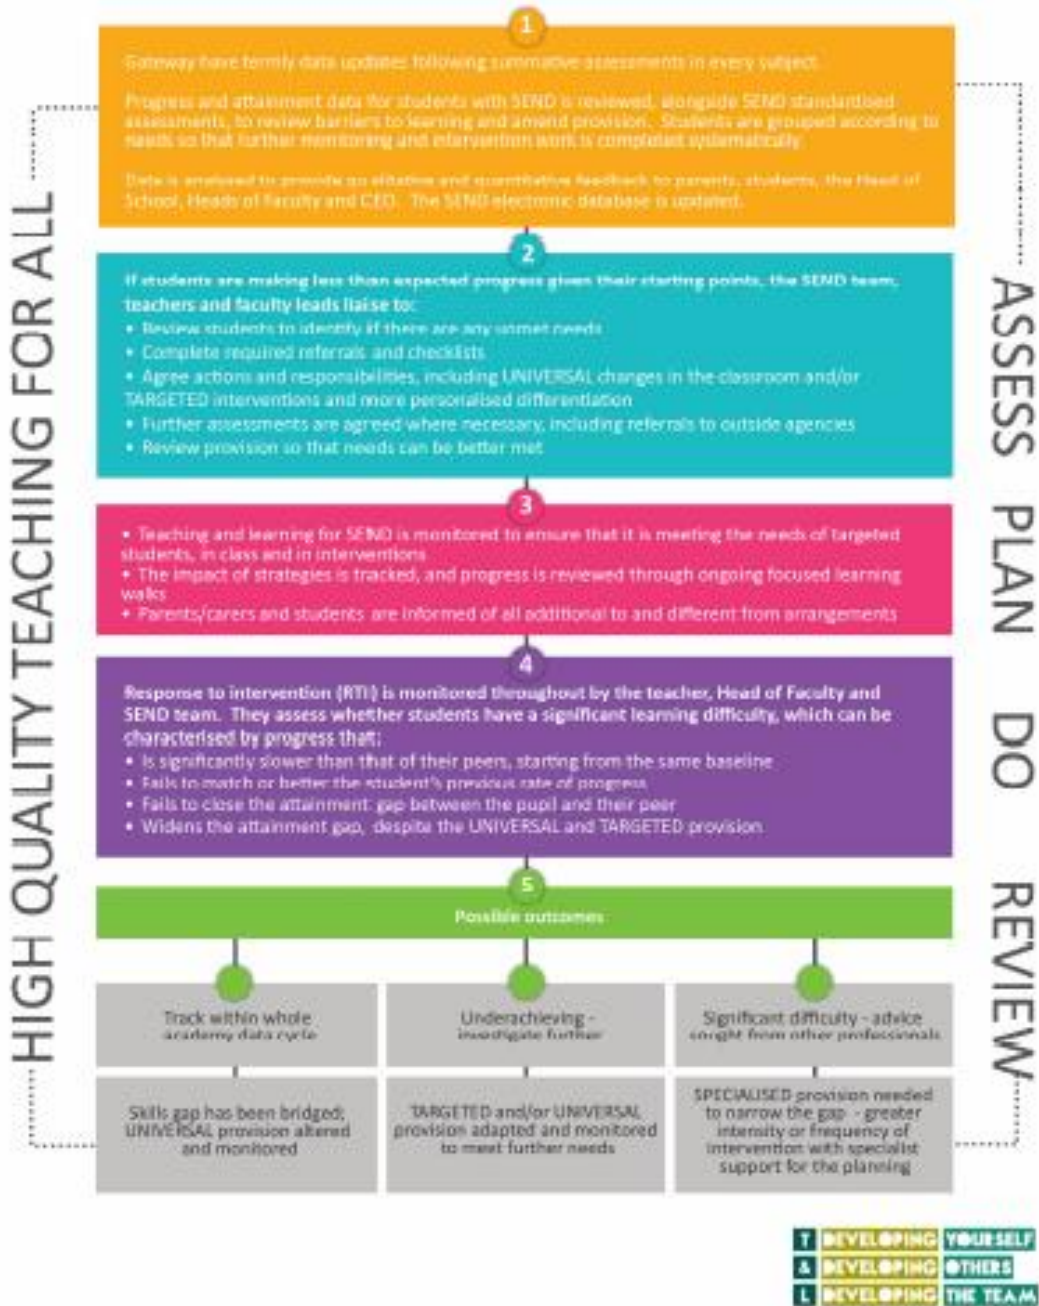 1
Gateway have termly data updates following summative assessments in every subject.
Progress and attainment data for students with SEND is reviewed, alongside SEND standardised
assessments, to review barriers to learning and amend provision. Students are grouped according to
needs so that further monitoring and intervention work is completed systematically.
Data is analysed to provide qualitative and quantitative feedback to parents, students, the Head of
School, Heads of Faculty and CEO. The SEND electronic database is updated.
2
If students are making less than expected progress given their starting points, the SEND team,
teachers and faculty leads liaise to:
• Review students to identify if there are any unmet needs
• Complete required referrals and checklists
• Agree actions and responsibilities, including UNIVERSAL changes in the classroom and/or
TARGETED interventions and more personalised differentiation
• Further assessments are agreed where necessary, including referrals to outside agencies
• Review provision so that needs can be better met
3
• Teaching and learning for SEND is monitored to ensure that it is meeting the needs of targeted
students, in class and in interventions
• The impact of strategies is tracked, and progress is reviewed through ongoing focused learning
walks
• Parents/carers and students are informed of all additional to and different from arrangements
4
Response to intervention (RTI) is monitored throughout by the teacher, Head of Faculty and
SEND team. They assess whether students have a significant learning difficulty, which can be
characterised by progress that:
• Is significantly slower than that of their peers, starting from the same baseline
• Fails to match or better the student's previous rate of progress
• Fails to close the attainment gap between the pupil and their peer
• Widens the attainment gap, despite the UNIVERSAL and TARGETED provision
5
Possible outcomes
Track within whole
academy data cycle
Underachieving -
investigate further
Significant difficulty - advice
sought from other professionals
Skills gap has been bridged;
UNIVERSAL provision altered
and monitored
TARGETED and/or UNIVERSAL
provision adapted and monitored
to meet further needs
SPECIALISED provision needed
to narrow the gap - greater
intensity or frequency of
intervention with specialist
support for the planning
HIGH QUALITY TEACHING FOR ALL
ASSESS PLAN DO REVIEW
T DEVELOPING YOURSELF
& DEVELOPING OTHERS
L DEVELOPING THE TEAM